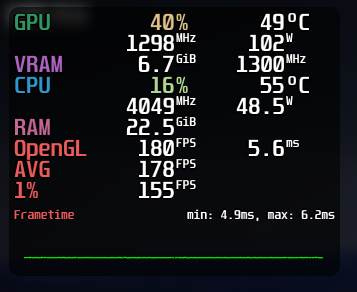 GPU 40% 49°C
1298MHz 102W
VRAM 6.7GiB 1300MHz
CPU 16% 55°C
4049MHz 48.5W
RAM 22.5GiB
OpenGL 180FPS 5.6ms
AVG 178FPS
1% 155FPS
Frametime min: 4.9ms, max: 6.2ms